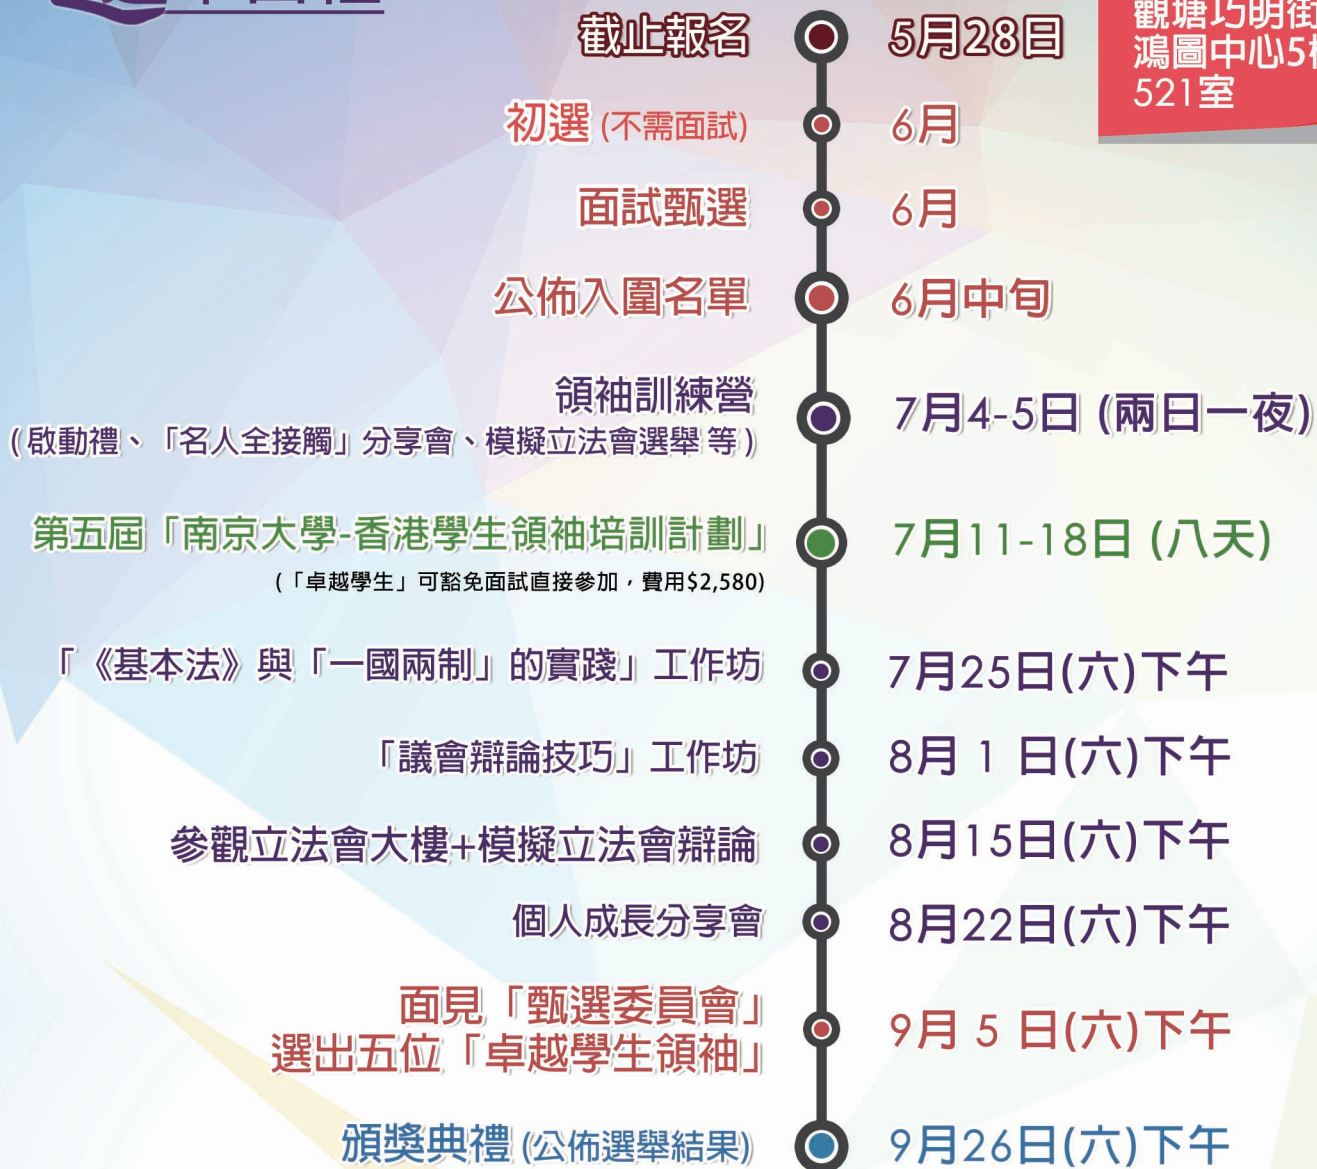 截止報名 5月28日
觀塘巧明街
鴻圖中心5
521室
初選 (不需面試) 6月
面試甄選 6月
公佈入圍名單 6月中旬
領袖訓練營 7月4-5日 (兩日一夜)
(啟動禮、「名人全接觸」分享會、模擬立法會選舉 等)
第五屆「南京大學-香港學生領袖培訓計劃」 7月11-18日 (八天)
(「卓越學生」可豁免面試直接參加，費用$2,580)
「《基本法》與「一國兩制」的實踐」工作坊 7月25日(六)下午
「議會辯論技巧」工作坊 8月 1 日(六)下午
參觀立法會大樓+模擬立法會辯論 8月15日(六)下午
個人成長分享會 8月22日(六)下午
面見「甄選委員會」
選出五位「卓越學生領袖」 9月 5 日(六)下午
頒獎典禮 (公佈選舉結果) 9月26日(六)下午